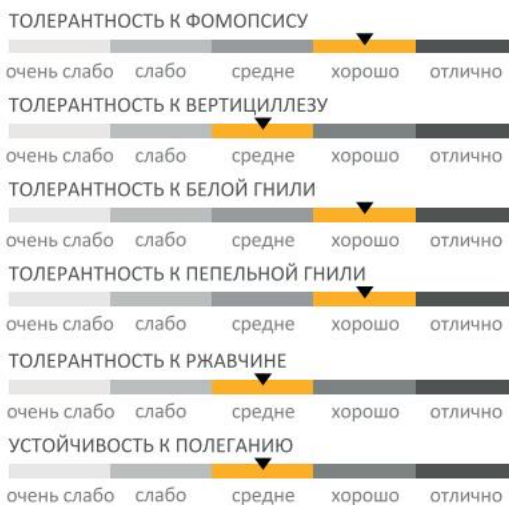 ТОЛЕРАНТНОСТЬ К ФОМОПСИСУ
очень слабо слабо средне хорошо отлично
ТОЛЕРАНТНОСТЬ К ВЕРТИЦИЛЛЕЗУ
очень слабо слабо средне хорошо отлично
ТОЛЕРАНТНОСТЬ К БЕЛОЙ ГНИЛИ
очень слабо слабо средне хорошо отлично
ТОЛЕРАНТНОСТЬ К ПЕПЕЛЬНОЙ ГНИЛИ
очень слабо слабо средне хорошо отлично
ТОЛЕРАНТНОСТЬ К РЖАВЧИНЕ
очень слабо слабо средне хорошо отлично
УСТОЙЧИВОСТЬ К ПОЛЕГАНИЮ
очень слабо слабо средне хорошо отлично